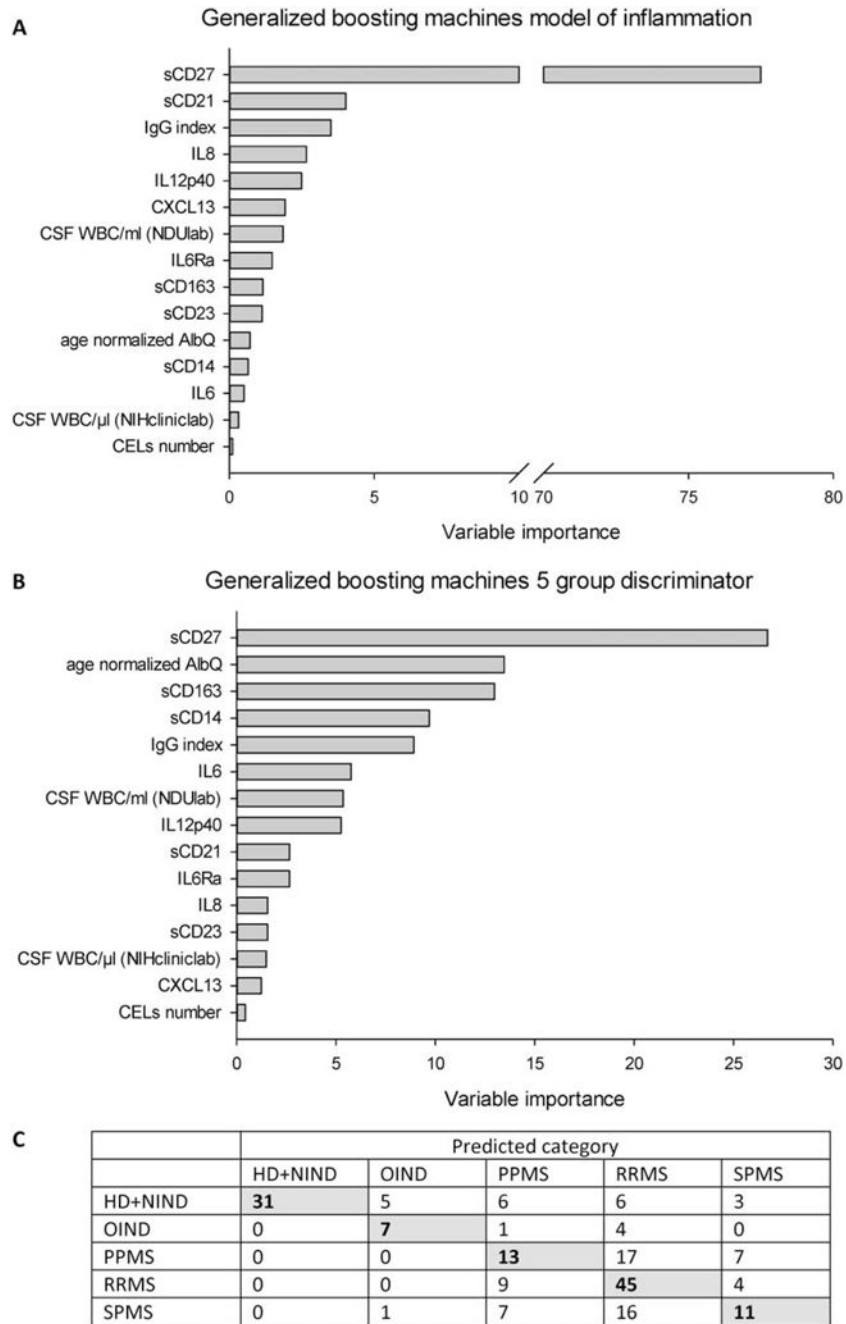 A
Generalized boosting machines model of inflammation
sCD27
sCD21
IgG index
IL8
IL12p40
CXCL13
CSF WBC/ml (NDUlab)
IL6Ra
sCD163
sCD23
age normalized AlbQ
sCD14
IL6
CSF WBC/µl (NIHcliniclab)
CELs number
0 5 10 70 75 80
Variable importance
B
Generalized boosting machines 5 group discriminator
sCD27
age normalized AlbQ
sCD163
sCD14
IgG index
IL6
CSF WBC/ml (NDUlab)
IL12p40
sCD21
IL6Ra
IL8
sCD23
CSF WBC/µl (NIHcliniclab)
CXCL13
CELs number
0 5 10 15 20 25 30
Variable importance
C
Predicted category
HD+NIND OIND PPMS RRMS SPMS
HD+NIND 31 5 6 6 3
OIND 0 7 1 4 0
PPMS 0 0 13 17 7
RRMS 0 0 9 45 4
SPMS 0 1 7 16 11